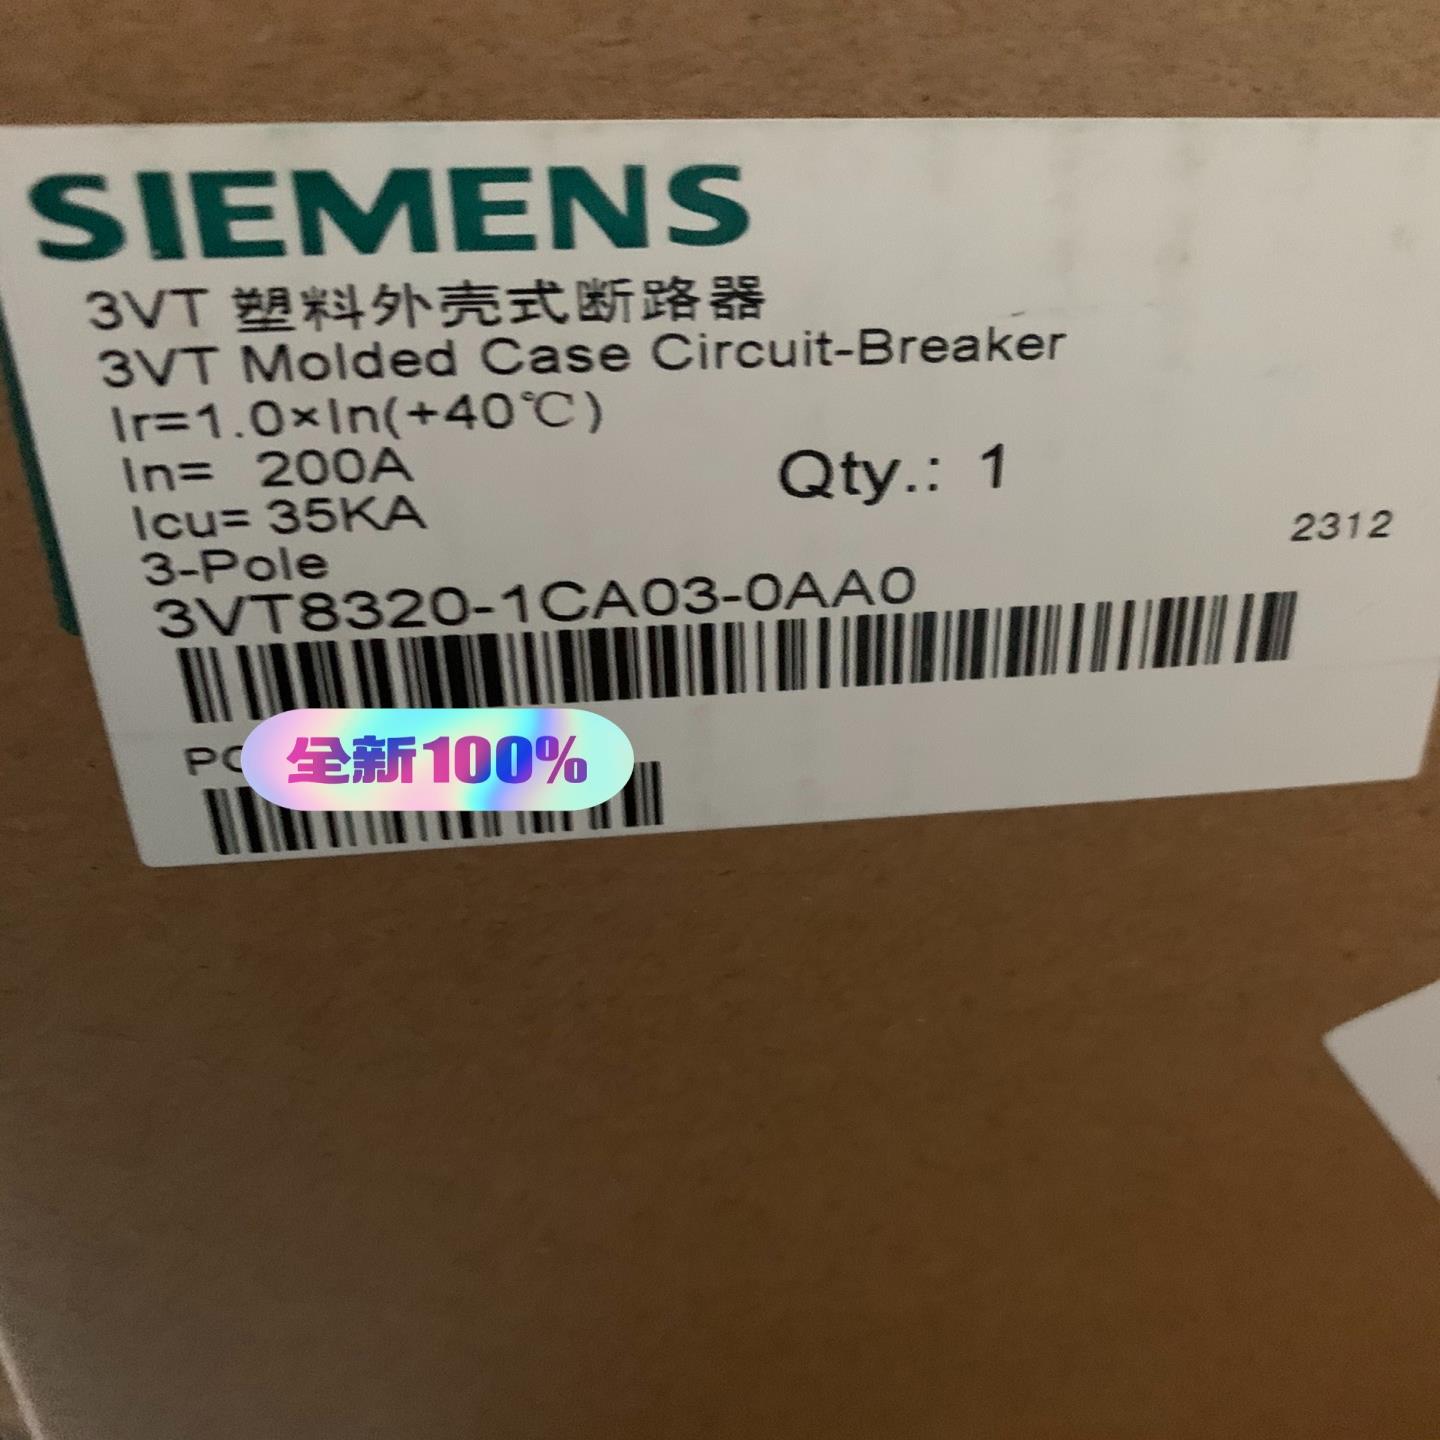 SIEMENS
3VT 塑料外壳式断路器
3VT Molded Case Circuit-Breaker
Ir=1.0×In(+40℃)
In= 200A
Qty.: 1
Icu= 35KA
2312
3-Pole
3VT8320-1CA03-0AA0
全新100%